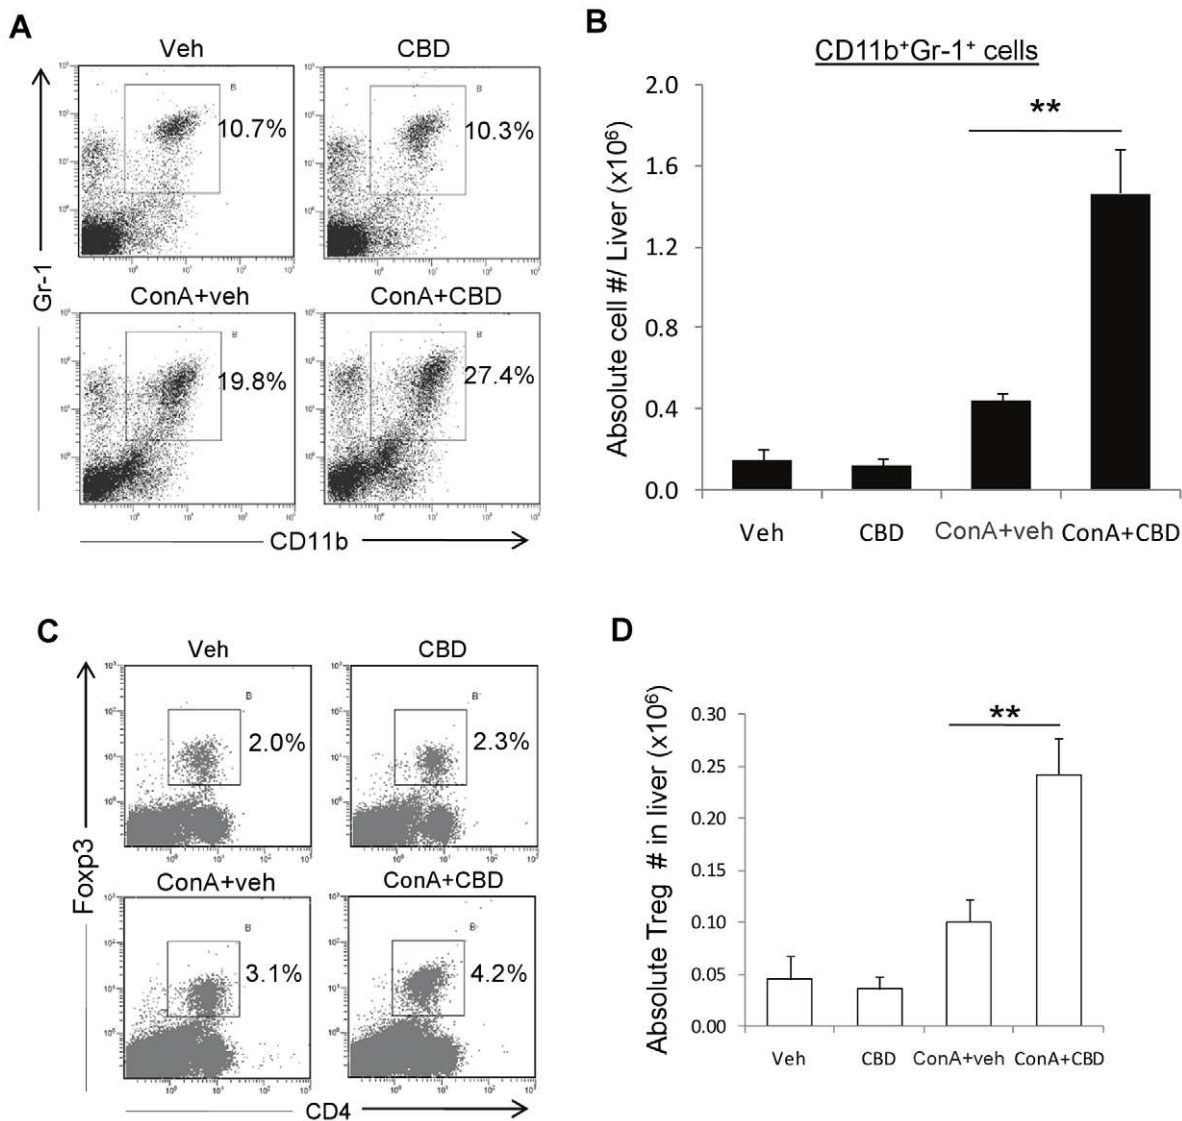 A
Veh
CBD
B
10.7%
B
10.3%
ConA+veh
ConA+CBD
B
19.8%
B
27.4%
Gr-1
CD11b
B
CD11b⁺Gr-1⁺ cells
**
2.0
1.6
1.2
0.8
0.4
0.0
Absolute cell #/ Liver (x10⁶)
Veh
CBD
ConA+veh
ConA+CBD
C
Veh
CBD
2.0%
B
2.3%
ConA+veh
ConA+CBD
B
3.1%
B
4.2%
Foxp3
CD4
D
**
0.30
0.25
0.20
0.15
0.10
0.05
0.00
Absolute Treg # in liver (x10⁶)
Veh
CBD
ConA+veh
ConA+CBD